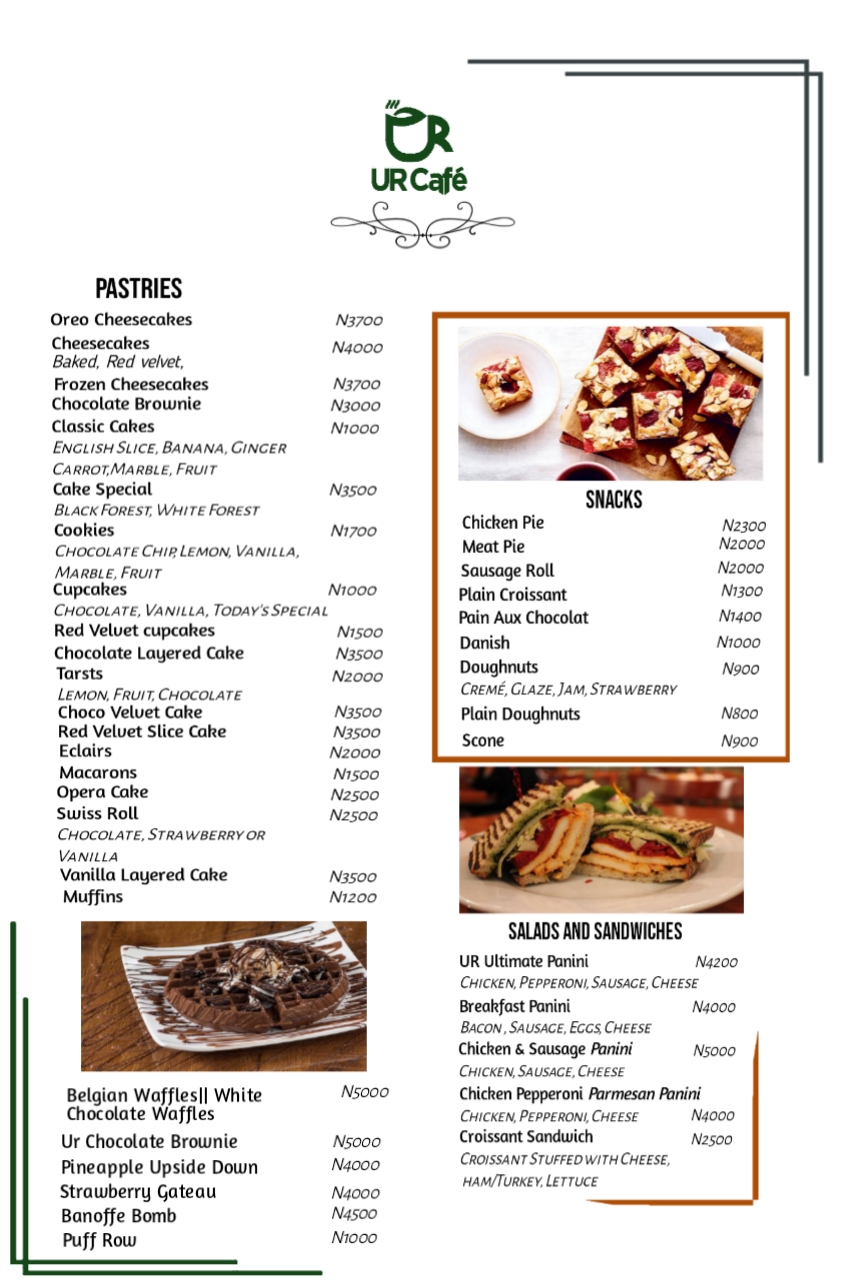 UR
UR Café
PASTRIES
Oreo Cheesecakes N3700
Cheesecakes N4000
Baked, Red velvet,
Frozen Cheesecakes N3700
Chocolate Brownie N3000
Classic Cakes N1000
ENGLISH SLICE, BANANA, GINGER
CARROT,MARBLE, FRUIT
Cake Special N3500
BLACK FOREST, WHITE FOREST
Cookies N1700
CHOCOLATE CHIP, LEMON, VANILLA,
MARBLE, FRUIT
Cupcakes N1000
CHOCOLATE, VANILLA, TODAY'S SPECIAL
Red Velvet cupcakes N1500
Chocolate Layered Cake N3500
Tarsts N2000
LEMON, FRUIT, CHOCOLATE
Choco Velvet Cake N3500
Red Velvet Slice Cake N3500
Eclairs N2000
Macarons N1500
Opera Cake N2500
Swiss Roll N2500
CHOCOLATE, STRAWBERRY OR
VANILLA
Vanilla Layered Cake N3500
Muffins N1200
Belgian Waffles|| White N5000
Chocolate Waffles
Ur Chocolate Brownie N5000
Pineapple Upside Down N4000
Strawberry Gateau N4000
Banoffe Bomb N4500
Puff Row N1000
SNACKS
Chicken Pie N2300
Meat Pie N2000
Sausage Roll N2000
Plain Croissant N1300
Pain Aux Chocolat N1400
Danish N1000
Doughnuts N900
CREMÉ, GLAZE, JAM, STRAWBERRY
Plain Doughnuts N800
Scone N900
SALADS AND SANDWICHES
UR Ultimate Panini N4200
CHICKEN, PEPPERONI, SAUSAGE, CHEESE
Breakfast Panini N4000
BACON , SAUSAGE, EGGS, CHEESE
Chicken & Sausage Panini N5000
CHICKEN, SAUSAGE, CHEESE
Chicken Pepperoni Parmesan Panini
CHICKEN, PEPPERONI, CHEESE N4000
Croissant Sandwich N2500
CROISSANT STUFFED WITH CHEESE,
HAM/TURKEY, LETTUCE